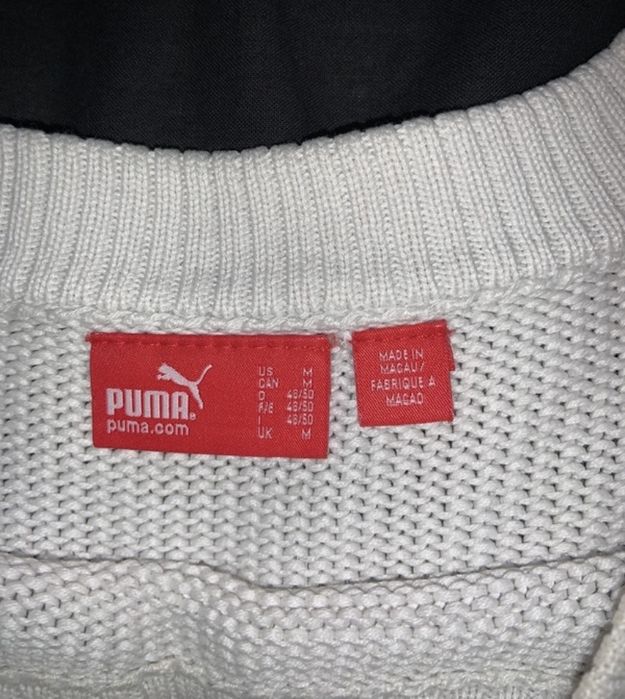 PUMA®
puma.com
US M
CAN M
D 48/50
F/E 48/50
I 48/50
UK M
MADE IN
MACAU/
FABRIQUE A
MACAO